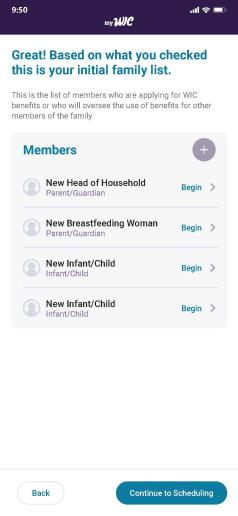 9:50
my WIC
Great! Based on what you checked
this is your initial family list.
This is the list of members who are applying for WIC
benefits or who will oversee the use of benefits for other
members of the family.
Members
+
New Head of Household
Parent/Guardian
Begin
New Breastfeeding Woman
Parent/Guardian
Begin
New Infant/Child
Infant/Child
Begin
New Infant/Child
Infant/Child
Begin
Back
Continue to Scheduling